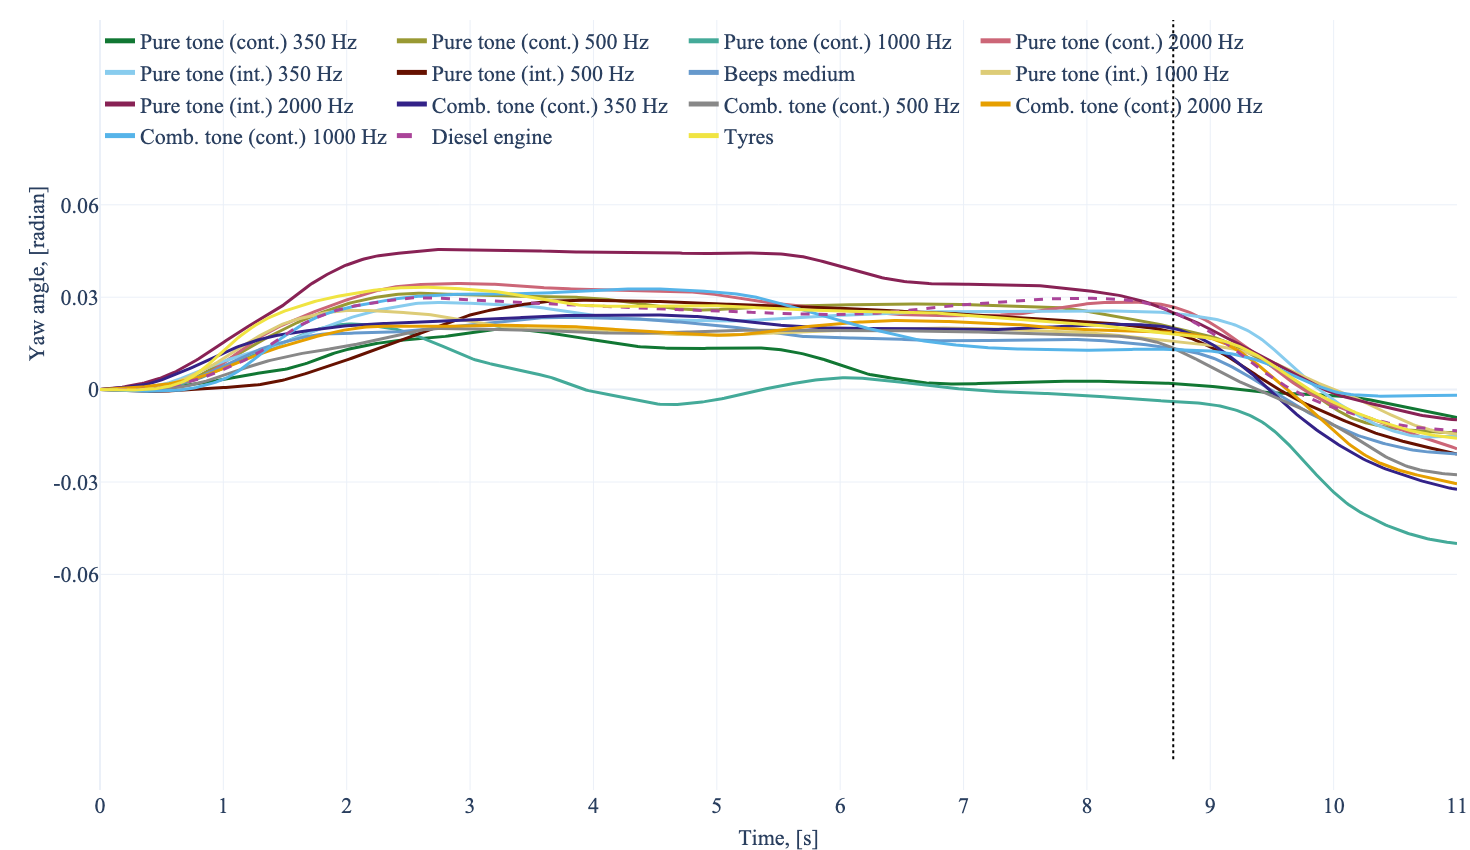 Pure tone (cont.) 350 Hz Pure tone (cont.) 500 Hz Pure tone (cont.) 1000 Hz Pure tone (cont.) 2000 Hz
Pure tone (int.) 350 Hz Pure tone (int.) 500 Hz Beeps medium Pure tone (int.) 1000 Hz
Pure tone (int.) 2000 Hz Comb. tone (cont.) 350 Hz Comb. tone (cont.) 500 Hz Comb. tone (cont.) 2000 Hz
Comb. tone (cont.) 1000 Hz Diesel engine Tyres
Yaw angle, [radian]
0.06
0.03
0
-0.03
-0.06
0 1 2 3 4 5 6 7 8 9 10 11
Time, [s]